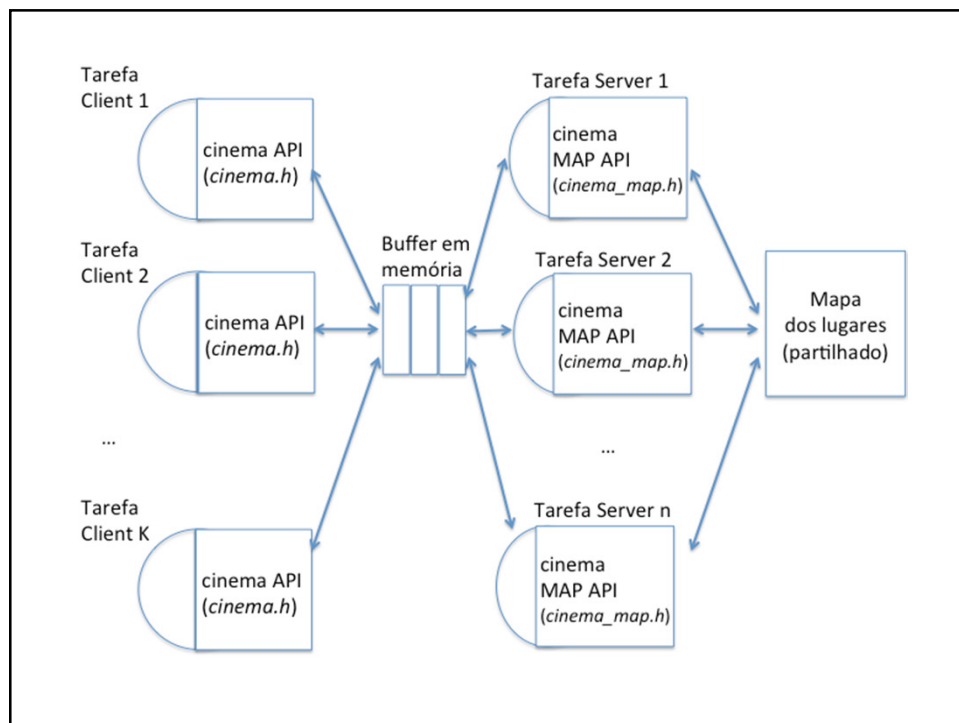 Tarefa
Client 1
cinema API
(cinema.h)
Tarefa Server 1
cinema
MAP API
(cinema_map.h)
Tarefa
Client 2
cinema API
(cinema.h)
Buffer em
memória
Tarefa Server 2
cinema
MAP API
(cinema_map.h)
Mapa
dos lugares
(partilhado)
...
...
Tarefa
Client K
cinema API
(cinema.h)
Tarefa Server n
cinema
MAP API
(cinema_map.h)